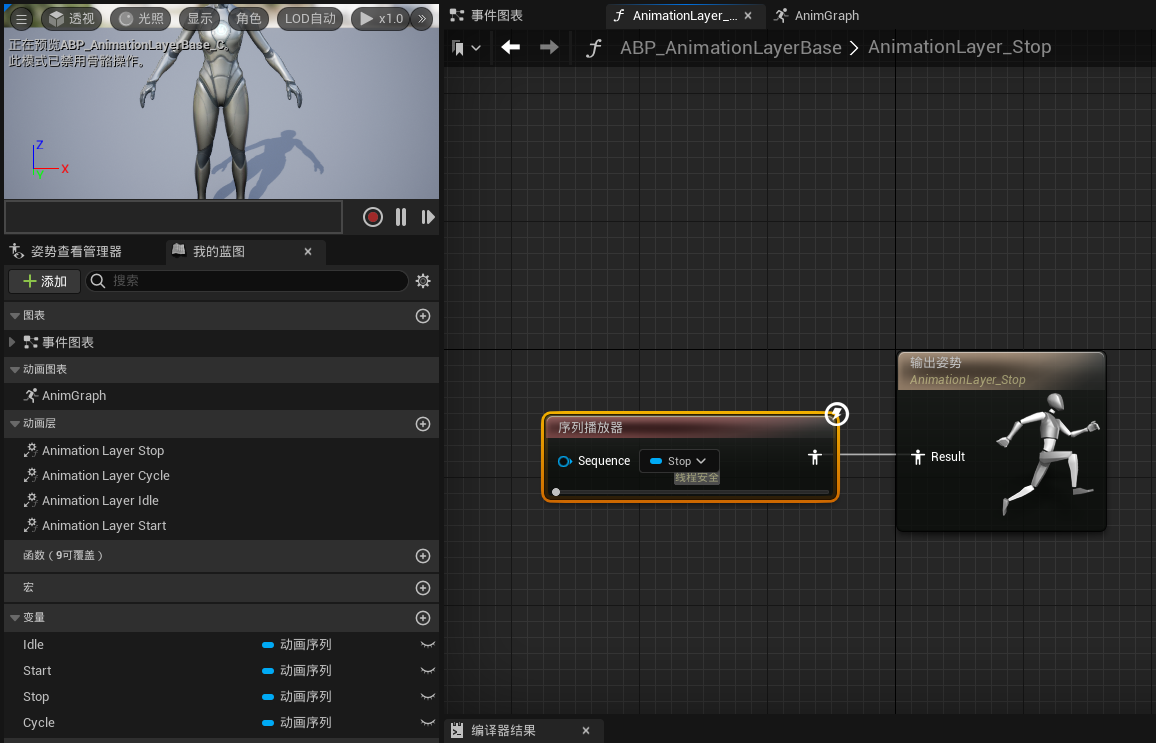 透视
光照
显示
角色
LOD自动
x1.0
正在预览ABP_AnimationLayerBase_C。
此模式已禁用骨骼操作。
Z
X
Y
姿势查看管理器
我的蓝图
添加
搜索
图表
事件图表
动画图表
AnimGraph
动画层
Animation Layer Stop
Animation Layer Cycle
Animation Layer Idle
Animation Layer Start
函数（9可覆盖）
宏
变量
Idle 动画序列
Start 动画序列
Stop 动画序列
Cycle 动画序列
事件图表
AnimationLayer_...
AnimGraph
ABP_AnimationLayerBase > AnimationLayer_Stop
序列播放器
Sequence
Stop
线程安全
输出姿势
AnimationLayer_Stop
Result
编译器结果